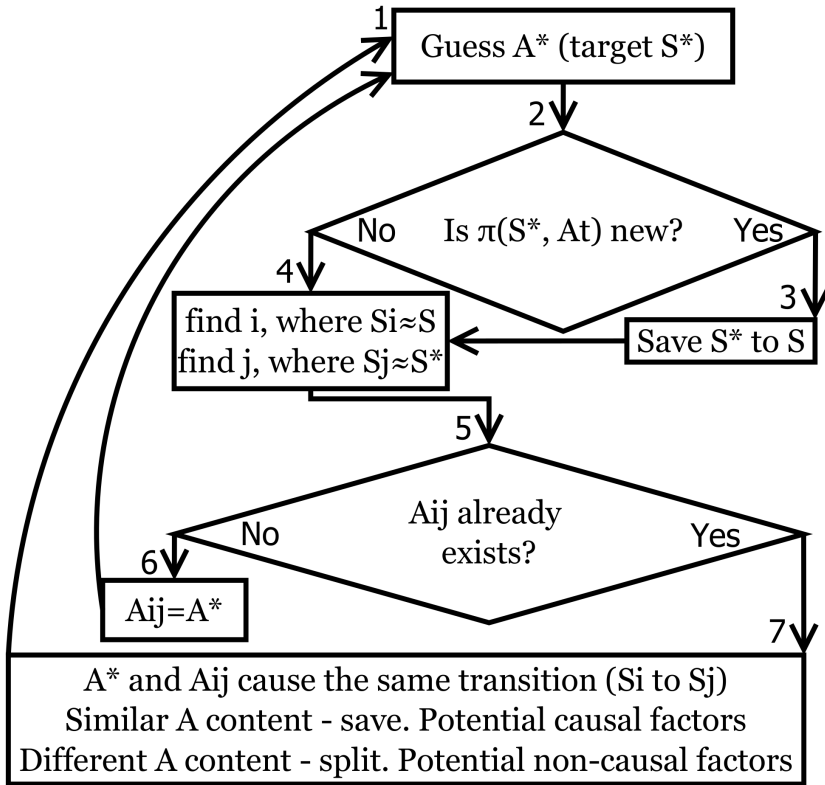 1
Guess A* (target S*)
2
No
Is π(S*, At) new?
Yes
3
4
find i, where Si≈S
find j, where Sj≈S*
Save S* to S
5
No
Aij already
exists?
Yes
6
Aij=A*
7
A* and Aij cause the same transition (Si to Sj)
Similar A content - save. Potential causal factors
Different A content - split. Potential non-causal factors